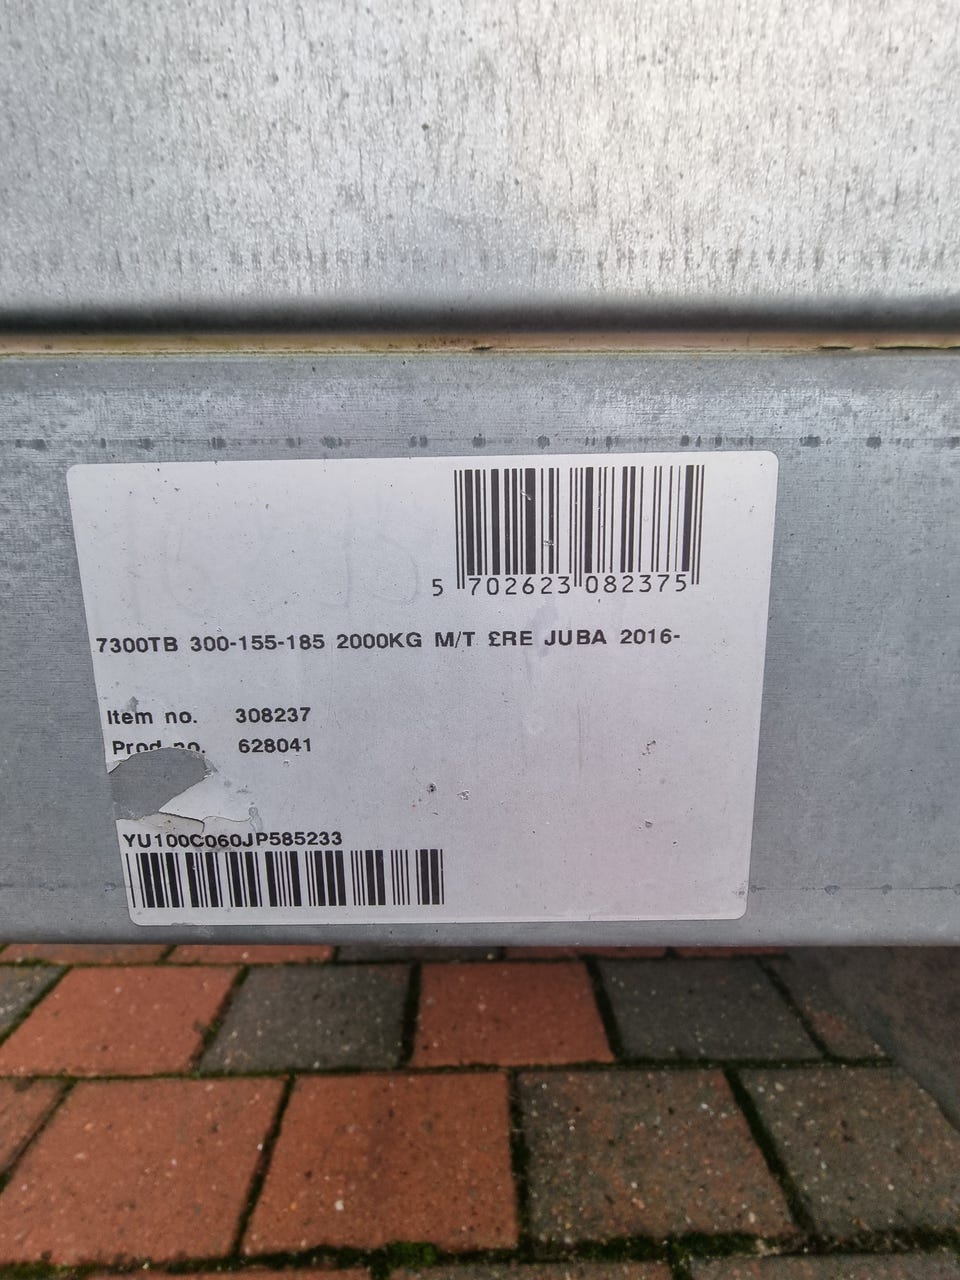 5 702623 082375
7300TB 300-155-185 2000KG M/T £RE JUBA 2016-
Item no. 308237
Prod no. 628041
YU100C060JP585233